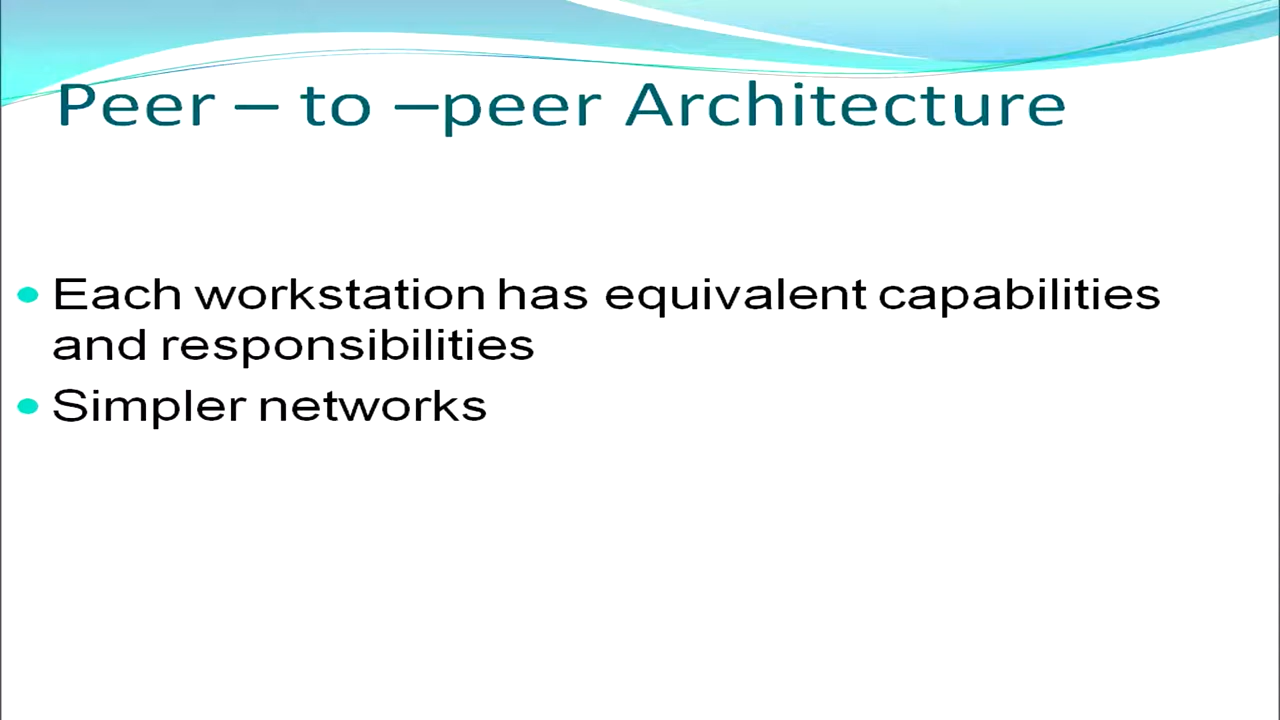 Peer – to –peer Architecture
Each workstation has equivalent capabilities
and responsibilities
Simpler networks